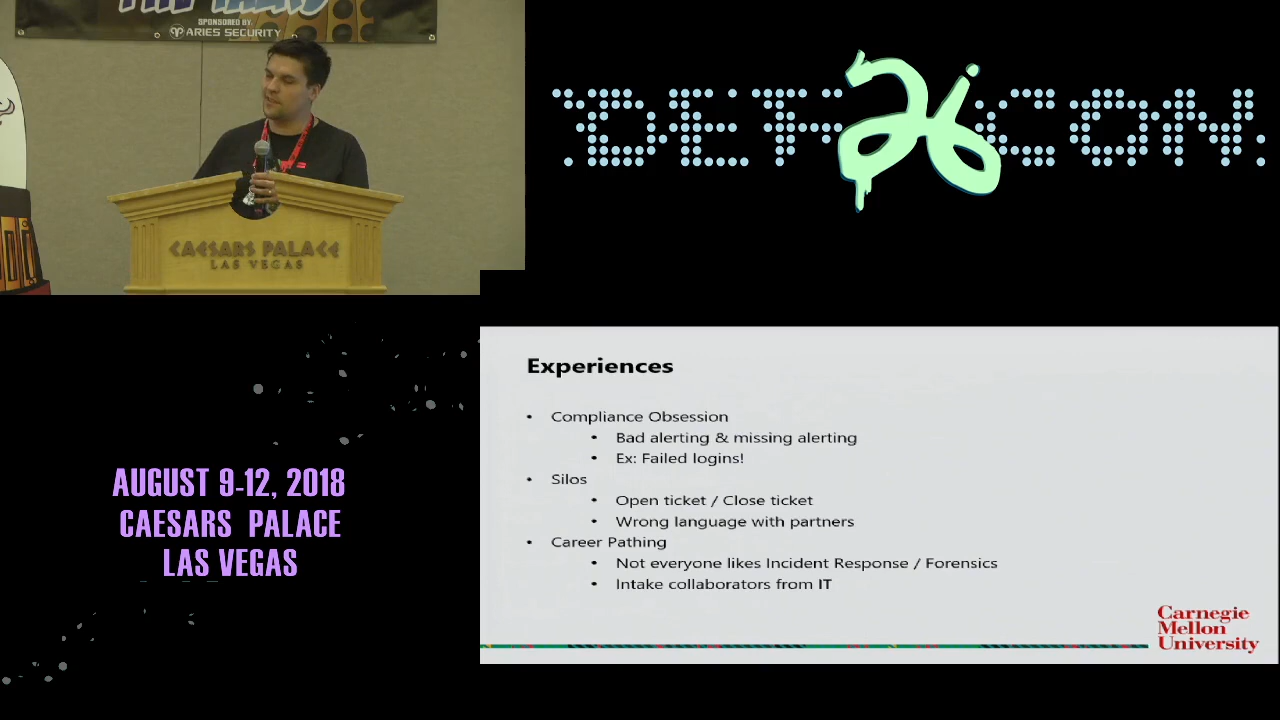 SPONSORED BY:
ARIES SECURITY
CAESARS PALACE
LAS VEGAS
DEF 26 CON
AUGUST 9-12, 2018
CAESARS PALACE
LAS VEGAS
Experiences
• Compliance Obsession
• Bad alerting & missing alerting
• Ex: Failed logins!
• Silos
• Open ticket / Close ticket
• Wrong language with partners
• Career Pathing
• Not everyone likes Incident Response / Forensics
• Intake collaborators from IT
Carnegie
Mellon
University